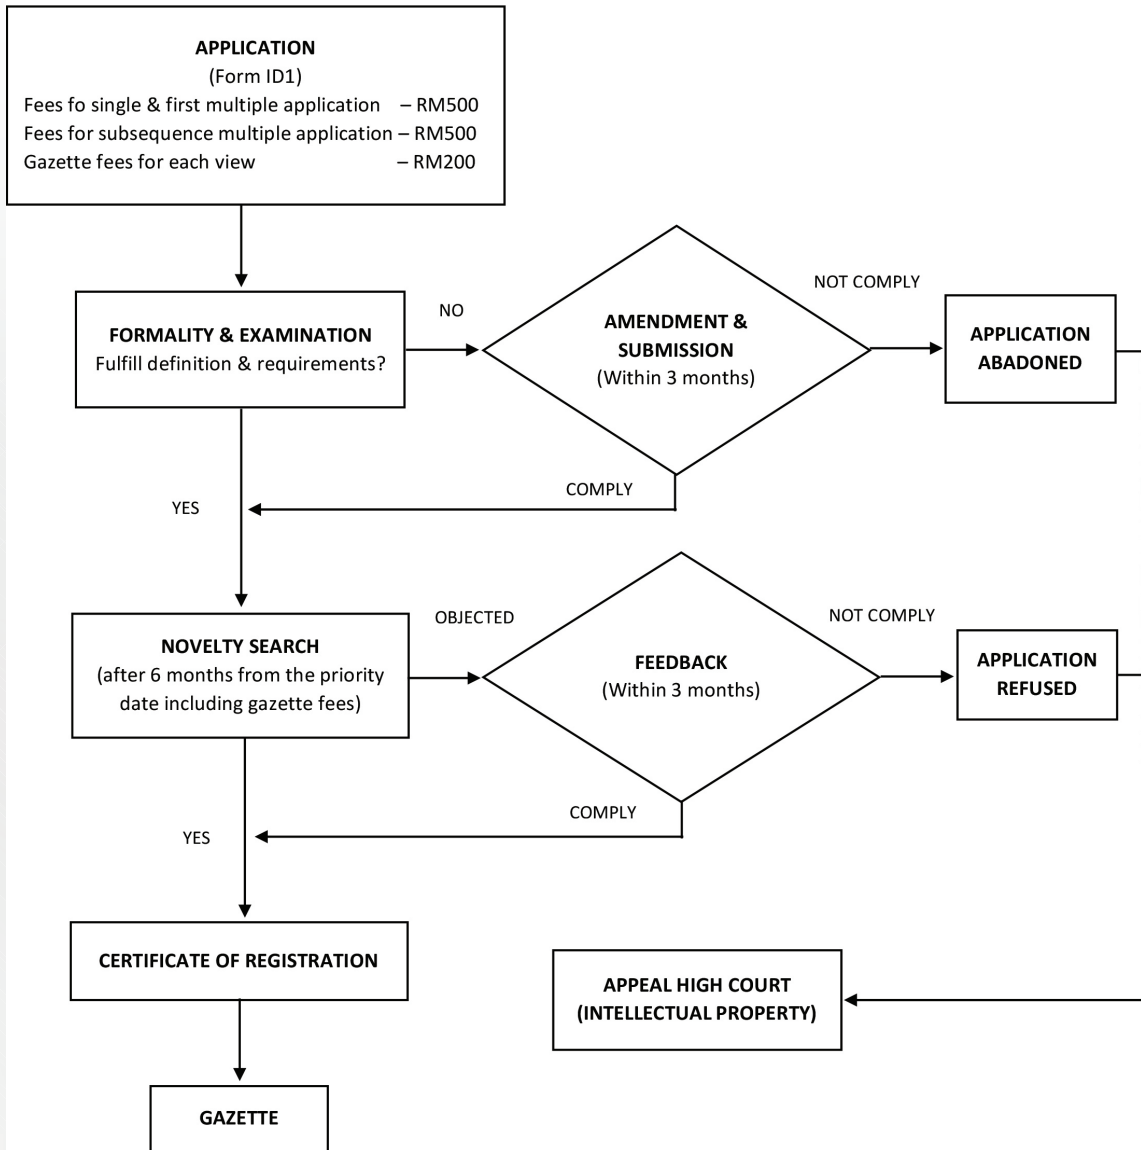 APPLICATION
(Form ID1)
Fees fo single & first multiple application – RM500
Fees for subsequence multiple application – RM500
Gazette fees for each view – RM200
FORMALITY & EXAMINATION
Fulfill definition & requirements?
NO
AMENDMENT &
SUBMISSION
(Within 3 months)
NOT COMPLY
APPLICATION
ABADONED
COMPLY
YES
NOVELTY SEARCH
(after 6 months from the priority
date including gazette fees)
OBJECTED
FEEDBACK
(Within 3 months)
NOT COMPLY
APPLICATION
REFUSED
COMPLY
YES
CERTIFICATE OF REGISTRATION
APPEAL HIGH COURT
(INTELLECTUAL PROPERTY)
GAZETTE